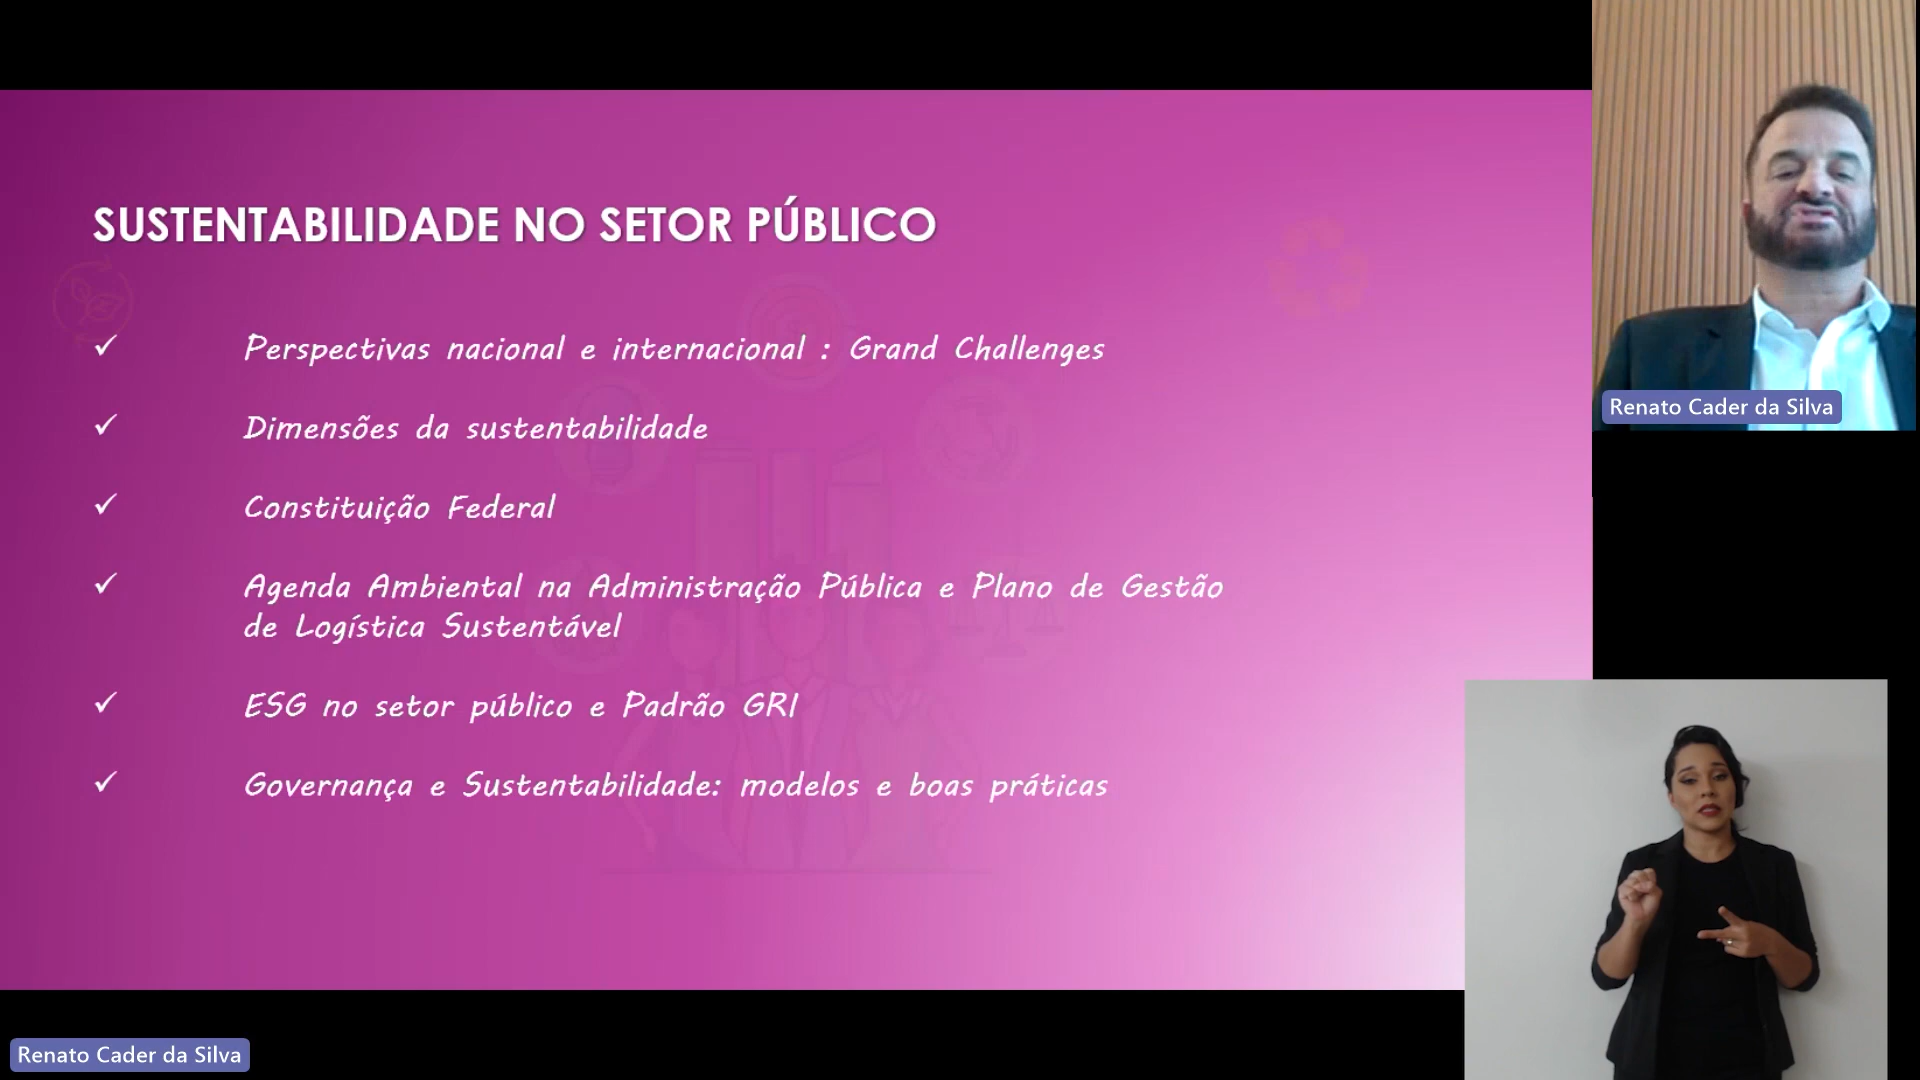 SUSTENTABILIDADE NO SETOR PÚBLICO
✓ Perspectivas nacional e internacional : Grand Challenges
✓ Dimensões da sustentabilidade
✓ Constituição Federal
✓ Agenda Ambiental na Administração Pública e Plano de Gestão
de Logística Sustentável
✓ ESG no setor público e Padrão GRI
✓ Governança e Sustentabilidade: modelos e boas práticas
Renato Cader da Silva
Renato Cader da Silva